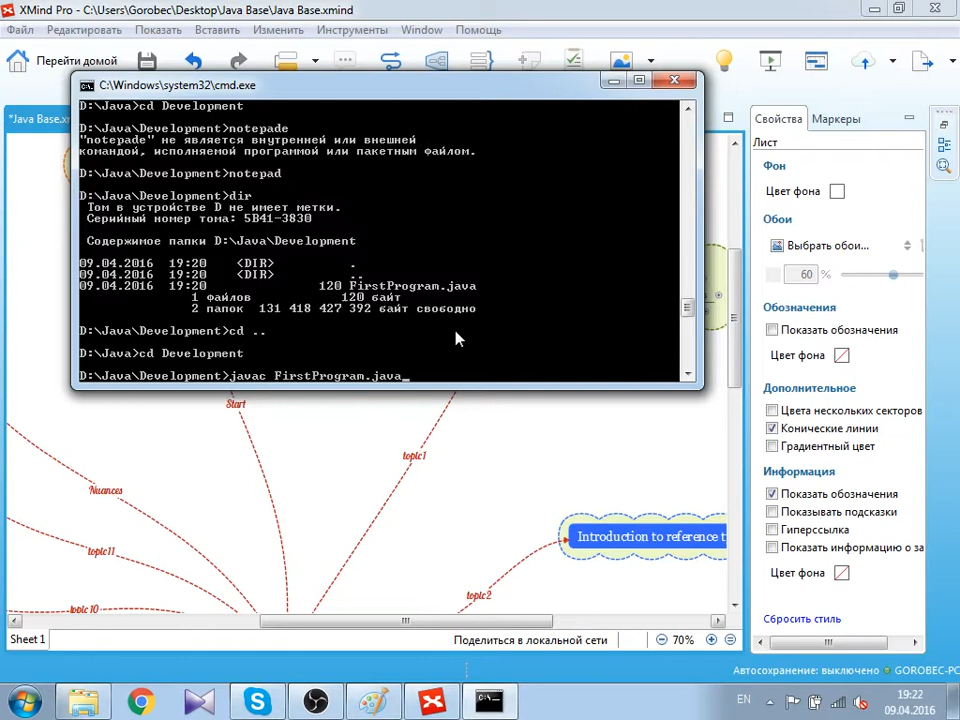 XMind Pro - C:\Users\Gorobec\Desktop\Java Base\Java Base.xmind
Файл Редактировать Показать Вставить Изменить Инструменты Window Помощь
Перейти домой
C:\Windows\system32\cmd.exe
D:\Java>cd Development
D:\Java\Development>notepade
"notepade" не является внутренней или внешней
командой, исполняемой программой или пакетным файлом.
D:\Java\Development>notepad
D:\Java\Development>dir
Том в устройстве D не имеет метки.
Серийный номер тома: 5B41-3830
Содержимое папки D:\Java\Development
09.04.2016 19:20 <DIR> .
09.04.2016 19:20 <DIR> ..
09.04.2016 19:20 120 FirstProgram.java
1 файлов 120 байт
2 папок 131 418 427 392 байт свободно
D:\Java\Development>cd ..
D:\Java>cd Development
D:\Java\Development>javac FirstProgram.java_
*Java Base.x
Start
topic1
Nuances
topic11
topic10
topic2
Introduction to reference t
Sheet 1
Поделиться в локальной сети
70%
Свойства Маркеры
Лист
Фон
Цвет фона
Обои
Выбрать обои...
60 %
Обозначения
Показать обозначения
Цвет фона
Дополнительное
Цвета нескольких секторов
Конические линии
Градиентный цвет
Информация
Показать обозначения
Показывать подсказки
Гиперссылка
Показать информацию о за
Цвет фона
Сбросить стиль
Автосохранение: выключено
GOROBEC-PC
EN
19:22
09.04.2016